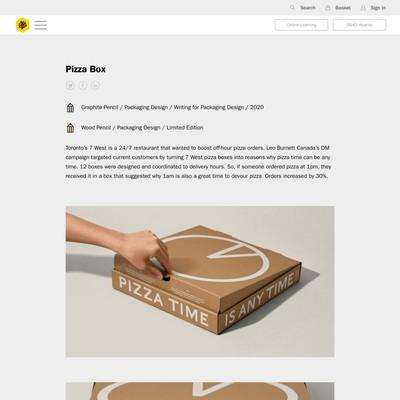 Search
Basket
Sign in
Online Learning
D&AD Awards
Pizza Box
Graphite Pencil / Packaging Design / Writing for Packaging Design / 2020
Wood Pencil / Packaging Design / Limited Edition
Toronto's 7 West is a 24/7 restaurant that wanted to boost off-hour pizza orders. Leo Burnett Canada's DM
campaign targeted current customers by turning 7 West pizza boxes into reasons why pizza time can be any
time. 12 boxes were designed and coordinated to delivery hours. So, if someone ordered pizza at 1pm, they
received it in a box that suggested why 1am is also a great time to devour pizza. Orders increased by 30%.
PIZZA TIME
IS ANY TIME